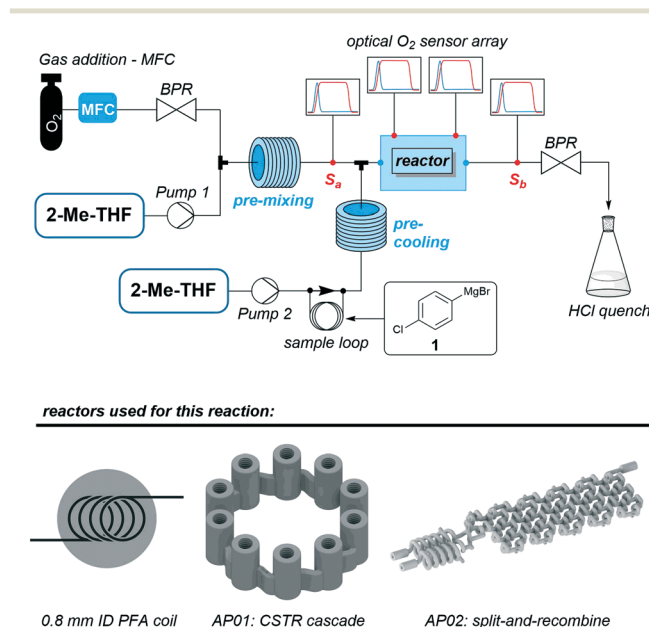 optical O2 sensor array
Gas addition - MFC
BPR
MFC
O2
reactor
BPR
Sa
Sb
Pump 1
2-Me-THF
pre-mixing
pre-
cooling
2-Me-THF
Pump 2
MgBr
Cl
1
sample loop
HCl quench
reactors used for this reaction:
0.8 mm ID PFA coil
AP01: CSTR cascade
AP02: split-and-recombine